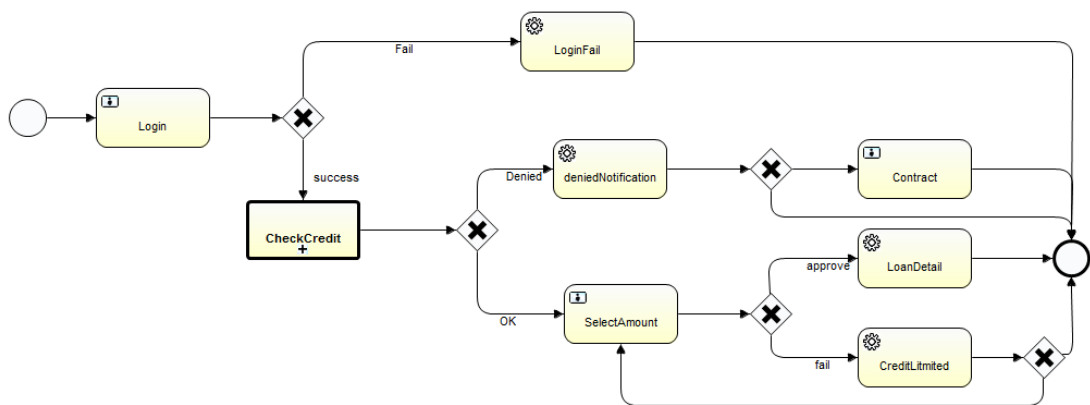 Fail
LoginFail
Login
success
Denied
deniedNotification
Contract
CheckCredit
approve
LoanDetail
OK
SelectAmount
fail
CreditLitmited